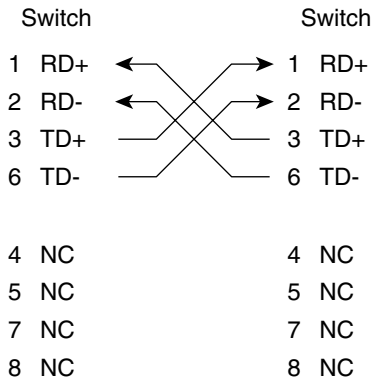 Switch Switch
1 RD+ 1 RD+
2 RD- 2 RD-
3 TD+ 3 TD+
6 TD- 6 TD-
4 NC 4 NC
5 NC 5 NC
7 NC 7 NC
8 NC 8 NC